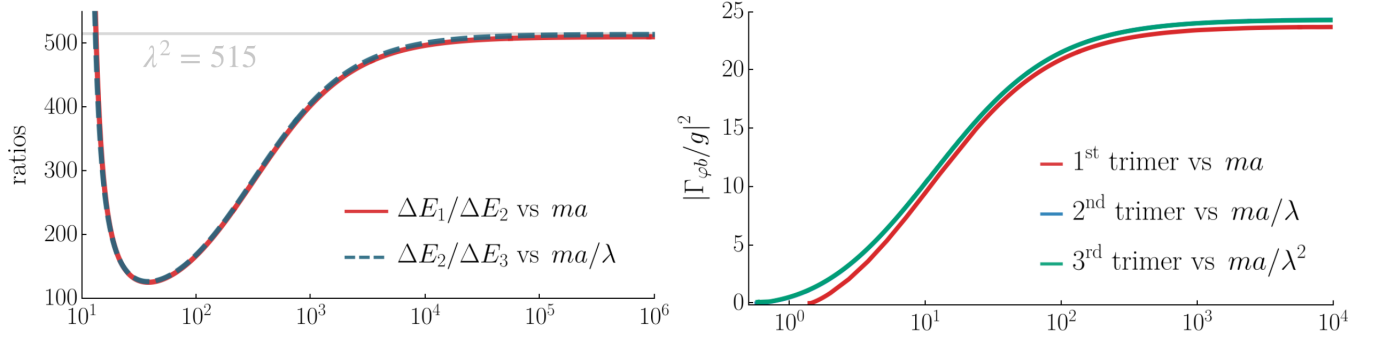 ratios
500
400
300
200
100
λ² = 515
ΔE₁/ΔE₂ vs ma
ΔE₂/ΔE₃ vs ma/λ
10¹ 10² 10³ 10⁴ 10⁵ 10⁶
|Γφb/g|²
25
20
15
10
5
0
1st trimer vs ma
2nd trimer vs ma/λ
3rd trimer vs ma/λ²
10⁰ 10¹ 10² 10³ 10⁴